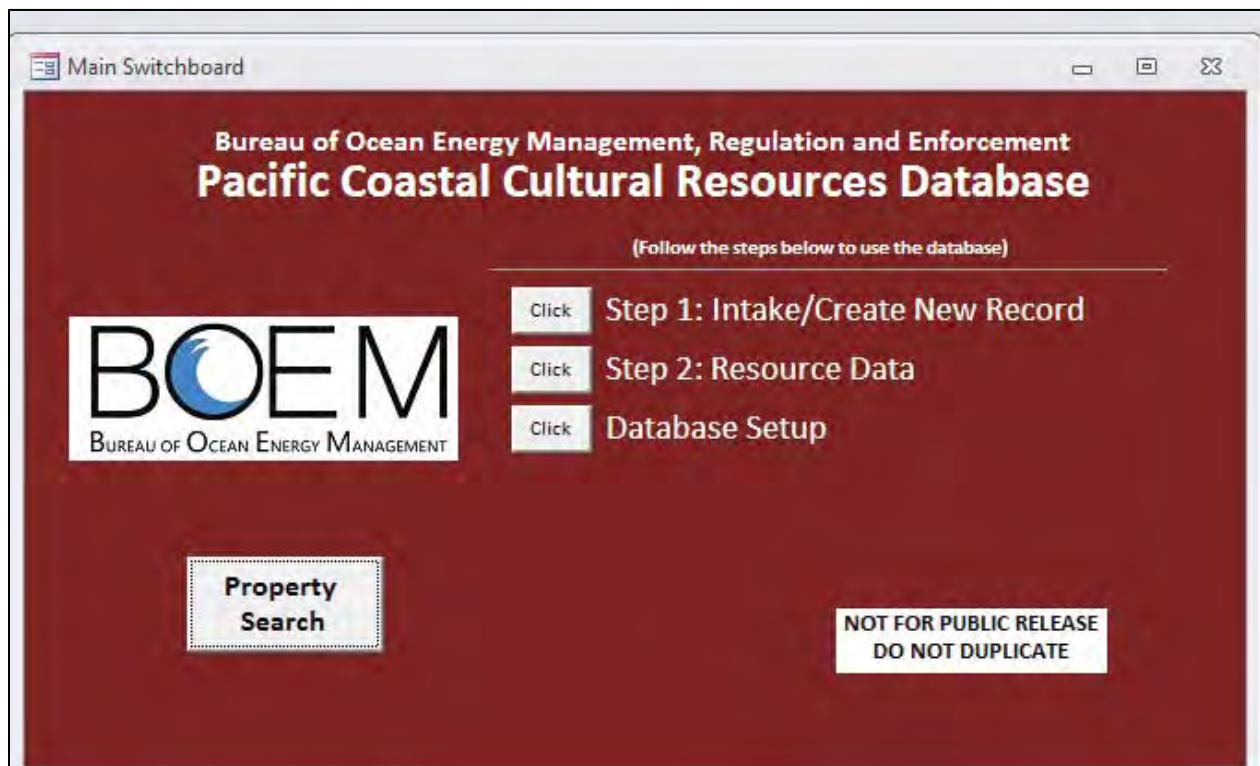 Main Switchboard
Bureau of Ocean Energy Management, Regulation and Enforcement
Pacific Coastal Cultural Resources Database
(Follow the steps below to use the database)
Click Step 1: Intake/Create New Record
Click Step 2: Resource Data
Click Database Setup
BOEM
BUREAU OF OCEAN ENERGY MANAGEMENT
Property
Search
NOT FOR PUBLIC RELEASE
DO NOT DUPLICATE